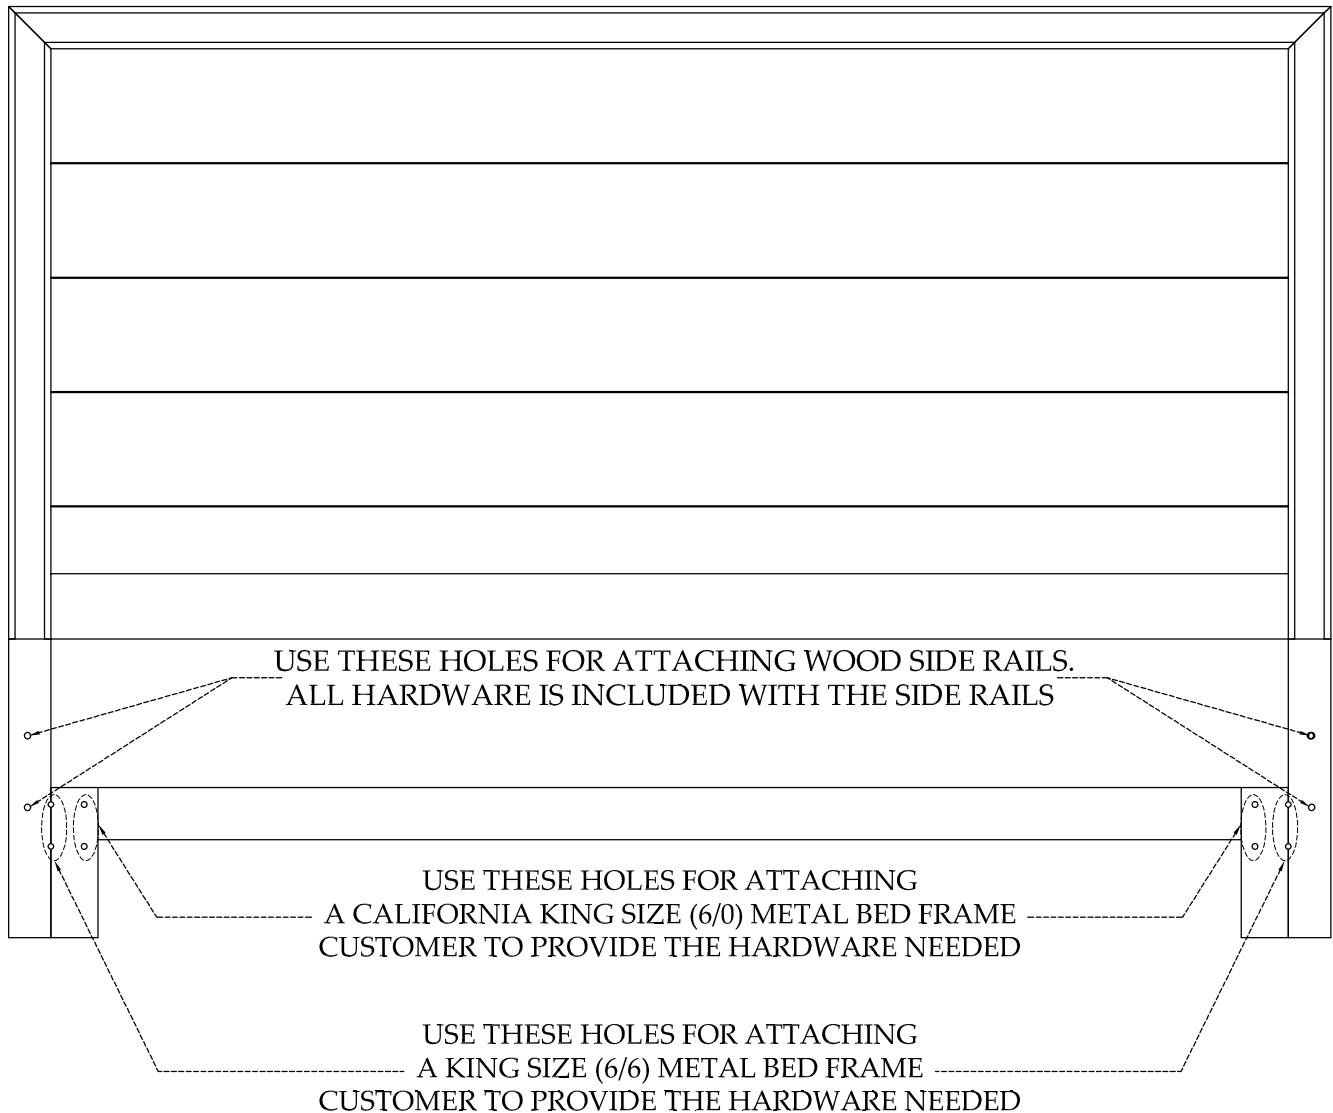 USE THESE HOLES FOR ATTACHING WOOD SIDE RAILS.
ALL HARDWARE IS INCLUDED WITH THE SIDE RAILS
USE THESE HOLES FOR ATTACHING
A CALIFORNIA KING SIZE (6/0) METAL BED FRAME
CUSTOMER TO PROVIDE THE HARDWARE NEEDED
USE THESE HOLES FOR ATTACHING
A KING SIZE (6/6) METAL BED FRAME
CUSTOMER TO PROVIDE THE HARDWARE NEEDED